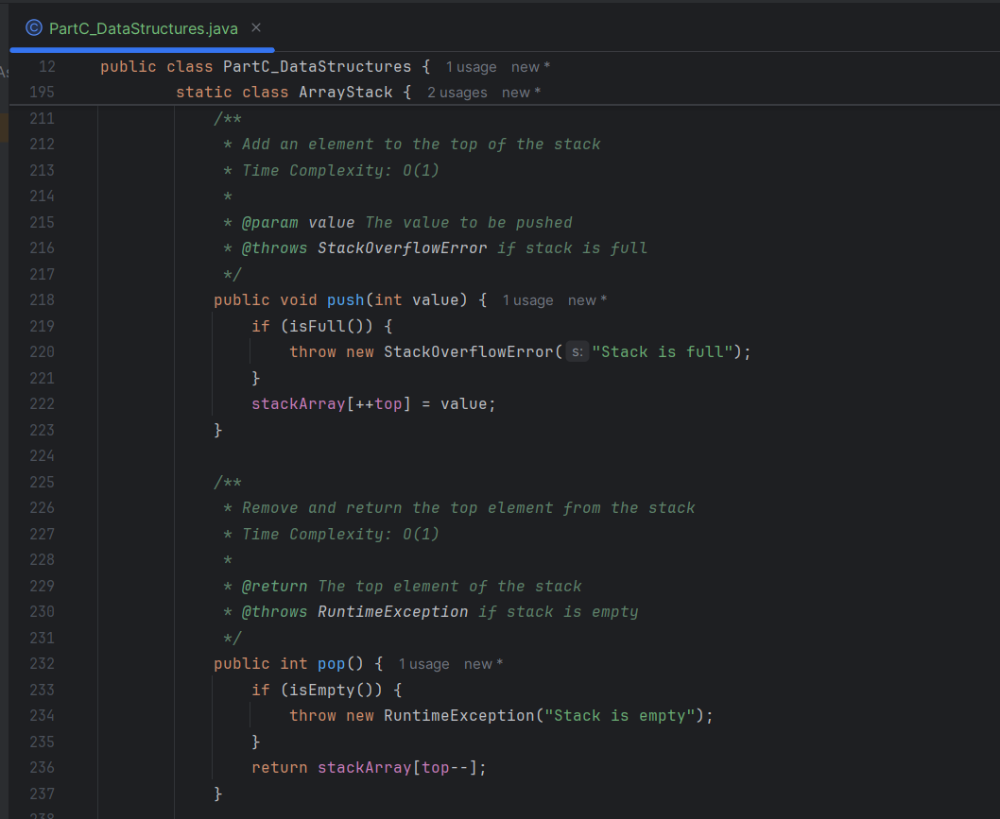 PartC_DataStructures.java
12 public class PartC_DataStructures { 1 usage new *
195 static class ArrayStack { 2 usages new *
211 /**
212 * Add an element to the top of the stack
213 * Time Complexity: O(1)
214 *
215 * @param value The value to be pushed
216 * @throws StackOverflowError if stack is full
217 */
218 public void push(int value) { 1 usage new *
219 if (isFull()) {
220 throw new StackOverflowError( s: "Stack is full");
221 }
222 stackArray[++top] = value;
223 }
224
225 /**
226 * Remove and return the top element from the stack
227 * Time Complexity: O(1)
228 *
229 * @return The top element of the stack
230 * @throws RuntimeException if stack is empty
231 */
232 public int pop() { 1 usage new *
233 if (isEmpty()) {
234 throw new RuntimeException("Stack is empty");
235 }
236 return stackArray[top--];
237 }